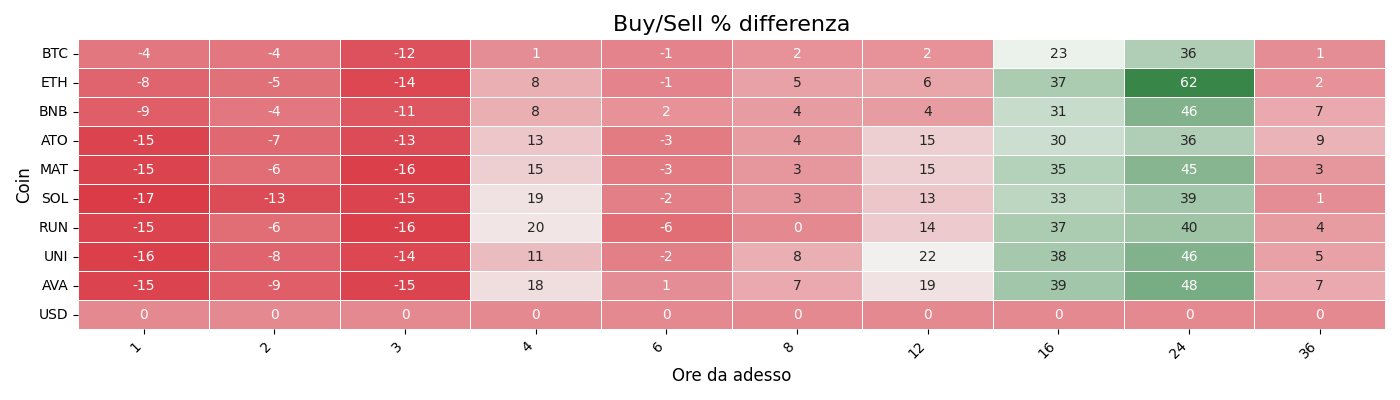 Buy/Sell % differenza
Coin
BTC -4 -4 -12 1 -1 2 2 23 36 1
ETH -8 -5 -14 8 -1 5 6 37 62 2
BNB -9 -4 -11 8 2 4 4 31 46 7
ATO -15 -7 -13 13 -3 4 15 30 36 9
MAT -15 -6 -16 15 -3 3 15 35 45 3
SOL -17 -13 -15 19 -2 3 13 33 39 1
RUN -15 -6 -16 20 -6 0 14 37 40 4
UNI -16 -8 -14 11 -2 8 22 38 46 5
AVA -15 -9 -15 18 1 7 19 39 48 7
USD 0 0 0 0 0 0 0 0 0 0
1 2 3 4 6 8 12 16 24 36
Ore da adesso